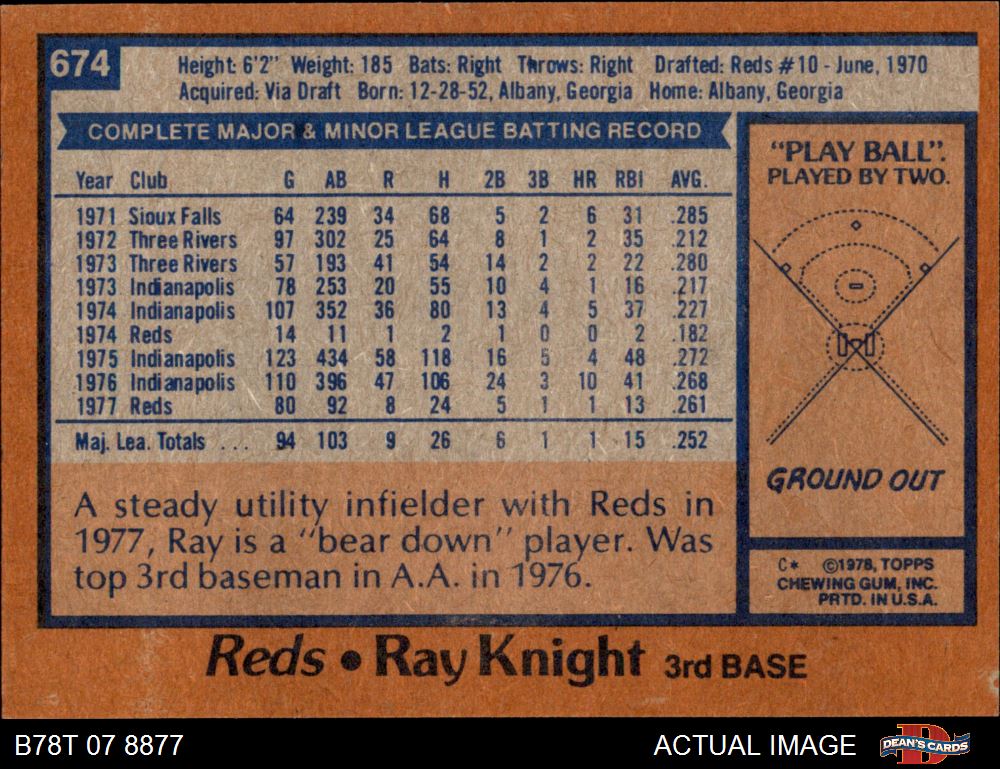 674
Height: 6'2" Weight: 185 Bats: Right Throws: Right Drafted: Reds #10 - June, 1970
Acquired: Via Draft Born: 12-28-52, Albany, Georgia Home: Albany, Georgia
COMPLETE MAJOR & MINOR LEAGUE BATTING RECORD
Year Club G AB R H 2B 3B HR RBI AVG.
1971 Sioux Falls 64 239 34 68 5 2 6 31 .285
1972 Three Rivers 97 302 25 64 8 1 2 35 .212
1973 Three Rivers 57 193 41 54 14 2 2 22 .280
1973 Indianapolis 78 253 20 55 10 4 1 16 .217
1974 Indianapolis 107 352 36 80 13 4 5 37 .227
1974 Reds 14 11 1 2 1 0 0 2 .182
1975 Indianapolis 123 434 58 118 16 5 4 48 .272
1976 Indianapolis 110 396 47 106 24 3 10 41 .268
1977 Reds 80 92 8 24 5 1 1 13 .261
Maj. Lea. Totals ... 94 103 9 26 6 1 1 15 .252
A steady utility infielder with Reds in
1977, Ray is a "bear down" player. Was
top 3rd baseman in A.A. in 1976.
"PLAY BALL".
PLAYED BY TWO.
GROUND OUT
C* ©1978, TOPPS
CHEWING GUM, INC.
PRTD. IN U.S.A.
Reds • Ray Knight 3rd BASE
B78T 07 8877
ACTUAL IMAGE
DEAN'S CARDS